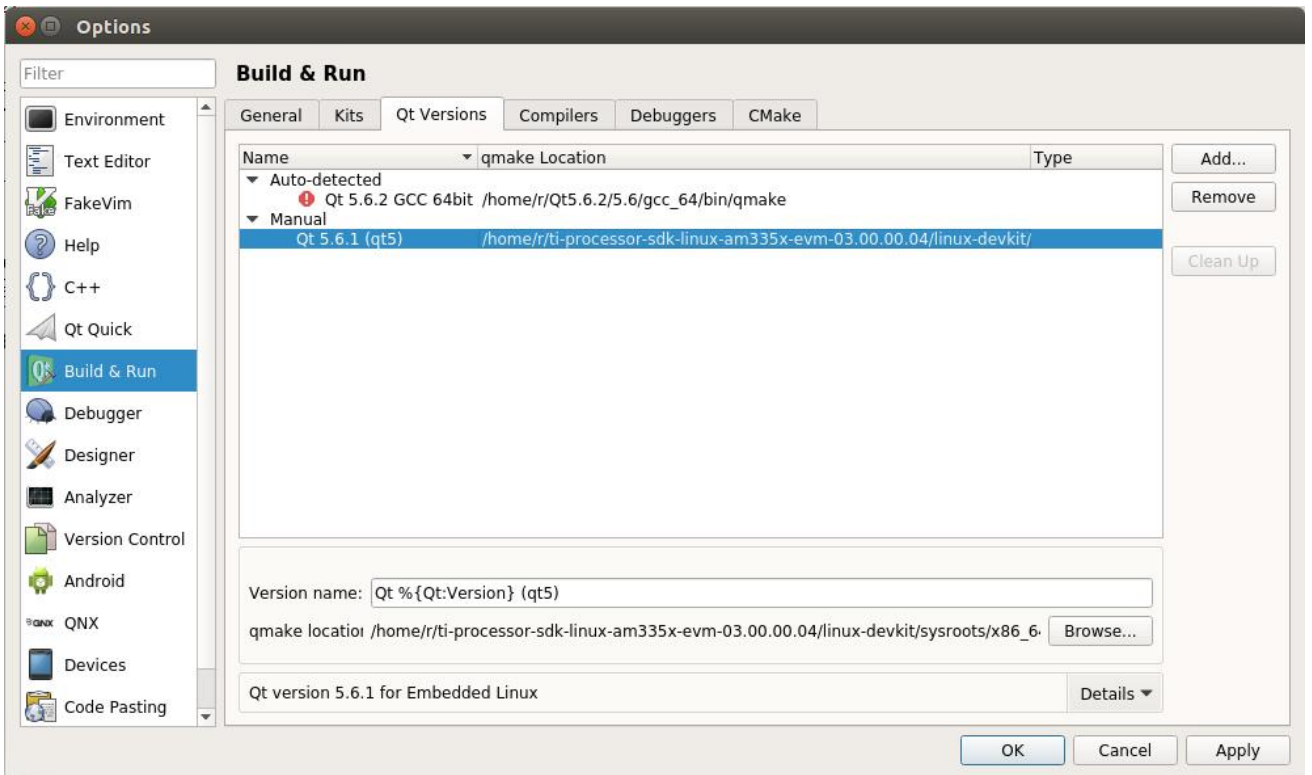 Options
Filter
Environment
Text Editor
FakeVim
Help
C++
Qt Quick
Build & Run
Debugger
Designer
Analyzer
Version Control
Android
QNX QNX
Devices
Code Pasting
Build & Run
General Kits Qt Versions Compilers Debuggers CMake
Name qmake Location Type
Auto-detected
Qt 5.6.2 GCC 64bit /home/r/Qt5.6.2/5.6/gcc_64/bin/qmake
Manual
Qt 5.6.1 (qt5) /home/r/ti-processor-sdk-linux-am335x-evm-03.00.00.04/linux-devkit/
Add...
Remove
Clean Up
Version name: Qt %{Qt:Version} (qt5)
qmake location /home/r/ti-processor-sdk-linux-am335x-evm-03.00.00.04/linux-devkit/sysroots/x86_64 Browse...
Qt version 5.6.1 for Embedded Linux Details
OK Cancel Apply